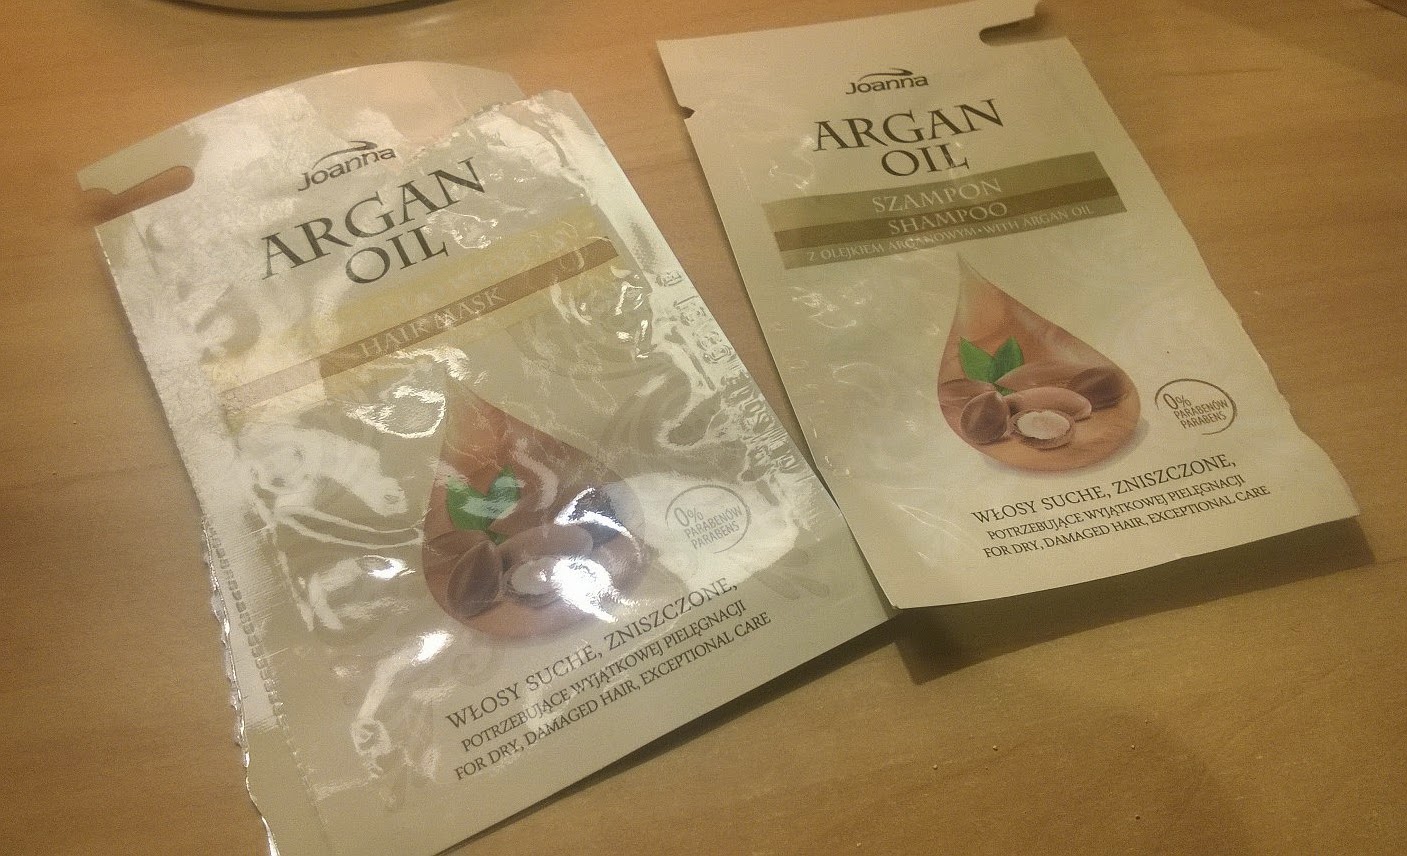 Joanna
ARGAN
OIL
HAIR MASK
0%
PARABENÓW
PARABENS
WŁOSY SUCHE, ZNISZCZONE,
POTRZEBUJĄCE WYJĄTKOWEJ PIELĘGNACJI
FOR DRY, DAMAGED HAIR, EXCEPTIONAL CARE
Joanna
ARGAN
OIL
SZAMPON
SHAMPOO
Z OLEJKIEM ARGANOWYM • WITH ARGAN OIL
0%
PARABENÓW
PARABENS
WŁOSY SUCHE, ZNISZCZONE,
POTRZEBUJĄCE WYJĄTKOWEJ PIELĘGNACJI
FOR DRY, DAMAGED HAIR, EXCEPTIONAL CARE